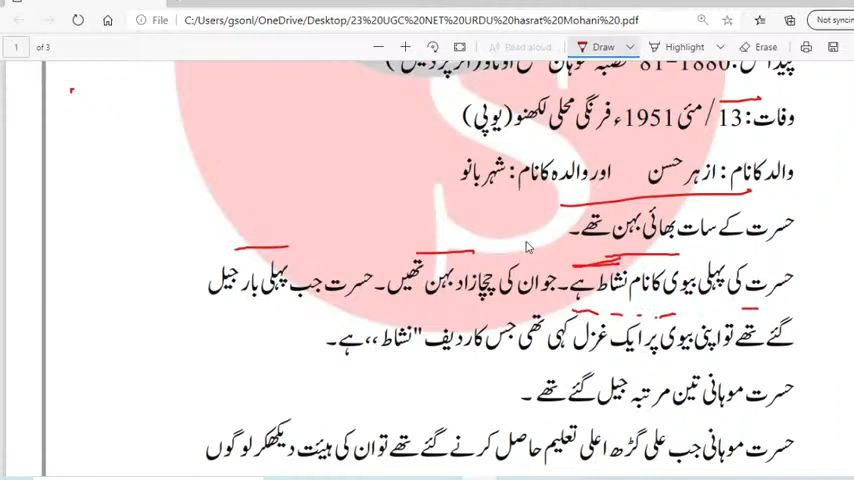 File | C:/Users/gsonl/OneDrive/Desktop/23%20UGC%20NET%20URDU%20hasrat%20Mohani%20.pdf
Not syncin
1 of 3
Read aloud
Draw
Highlight
Erase
1880-81
وفات: 13/ مئی 1951ء فرنگی محلی لکھنو (یوپی)
والد کا نام: ازہر حسن اور والدہ کا نام: شہر بانو
حسرت کے سات بھائی بہن تھے۔
حسرت کی پہلی بیوی کا نام نشاط ہے۔ جو ان کی چچازاد بہن تھیں۔ حسرت جب پہلی بار جیل
گئے تھے تو اپنی بیوی پر ایک غزل کہی تھی جس کا ردیف "نشاط،، ہے۔
حسرت موہانی تین مرتبہ جیل گئے تھے ۔
حسرت موہانی جب علی گڑھ اعلی تعلیم حاصل کرنے گئے تھے تو ان کی ہیئت دیکھکر لوگوں